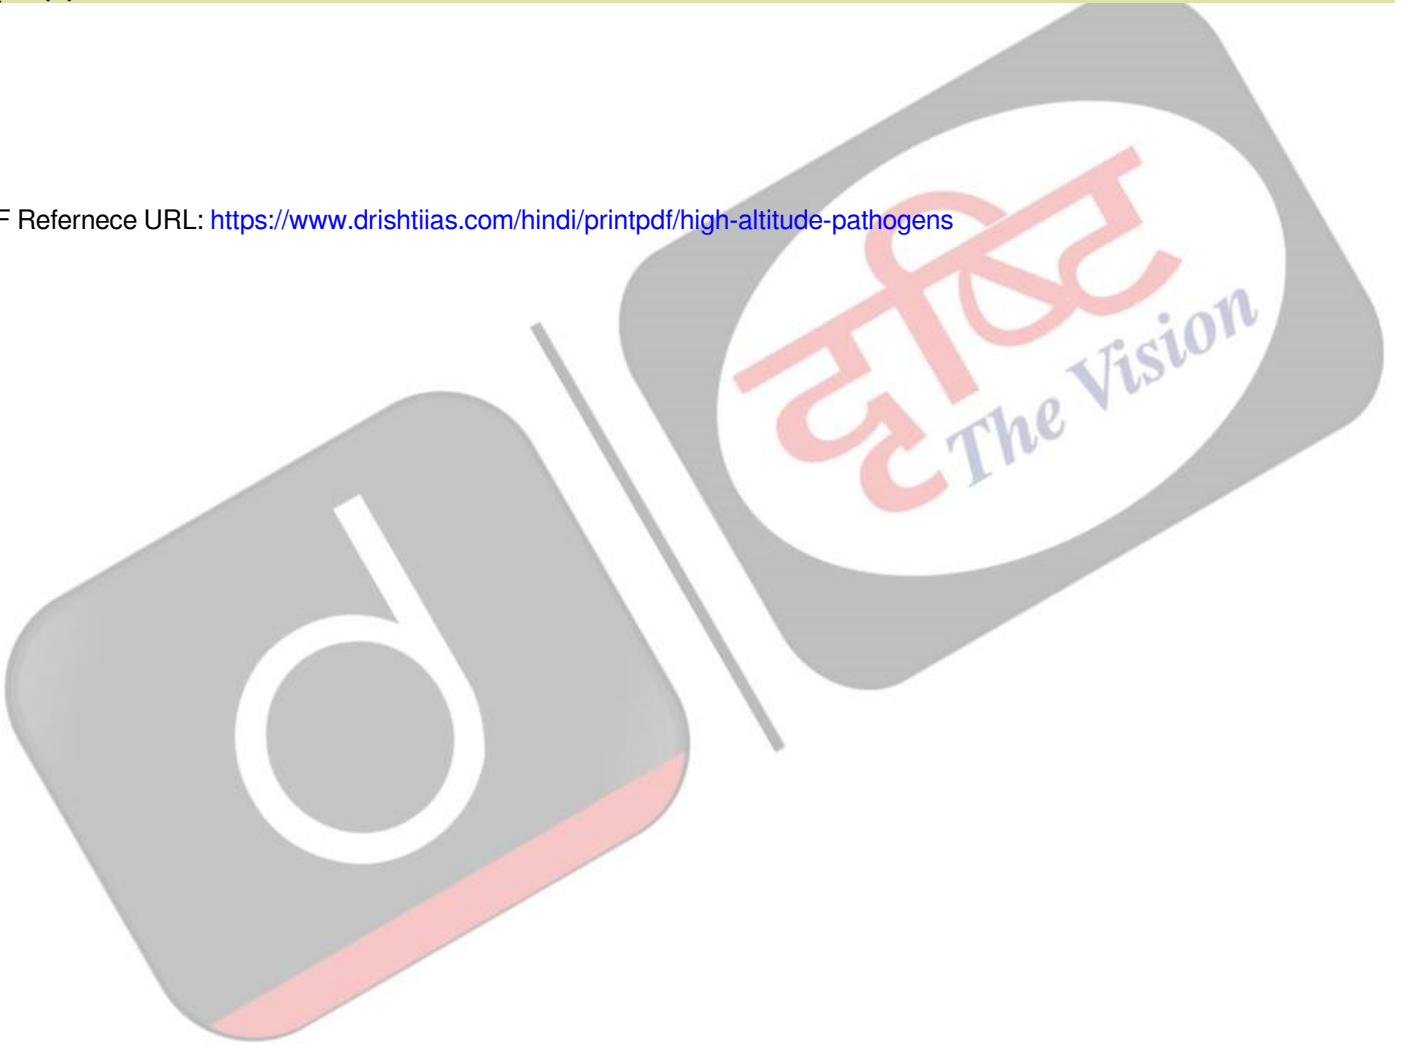 F Refernece URL: https://www.drishtiias.com/hindi/printpdf/high-altitude-pathogens
दृष्टि
The Vision
d